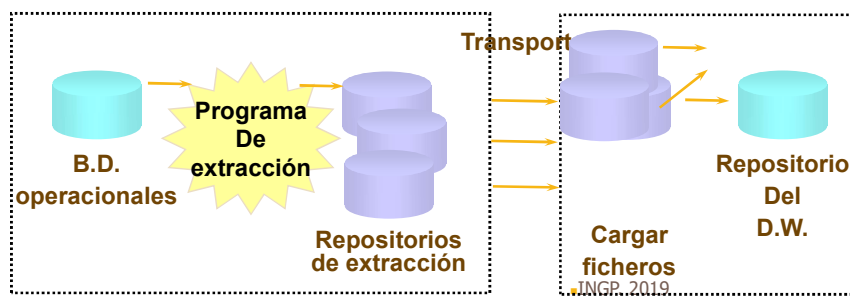 Transport
B.D.
operacionales
Programa
De
extracción
Repositorios
de extracción
Cargar
ficheros
Repositorio
Del
D.W.
INGP. 2019